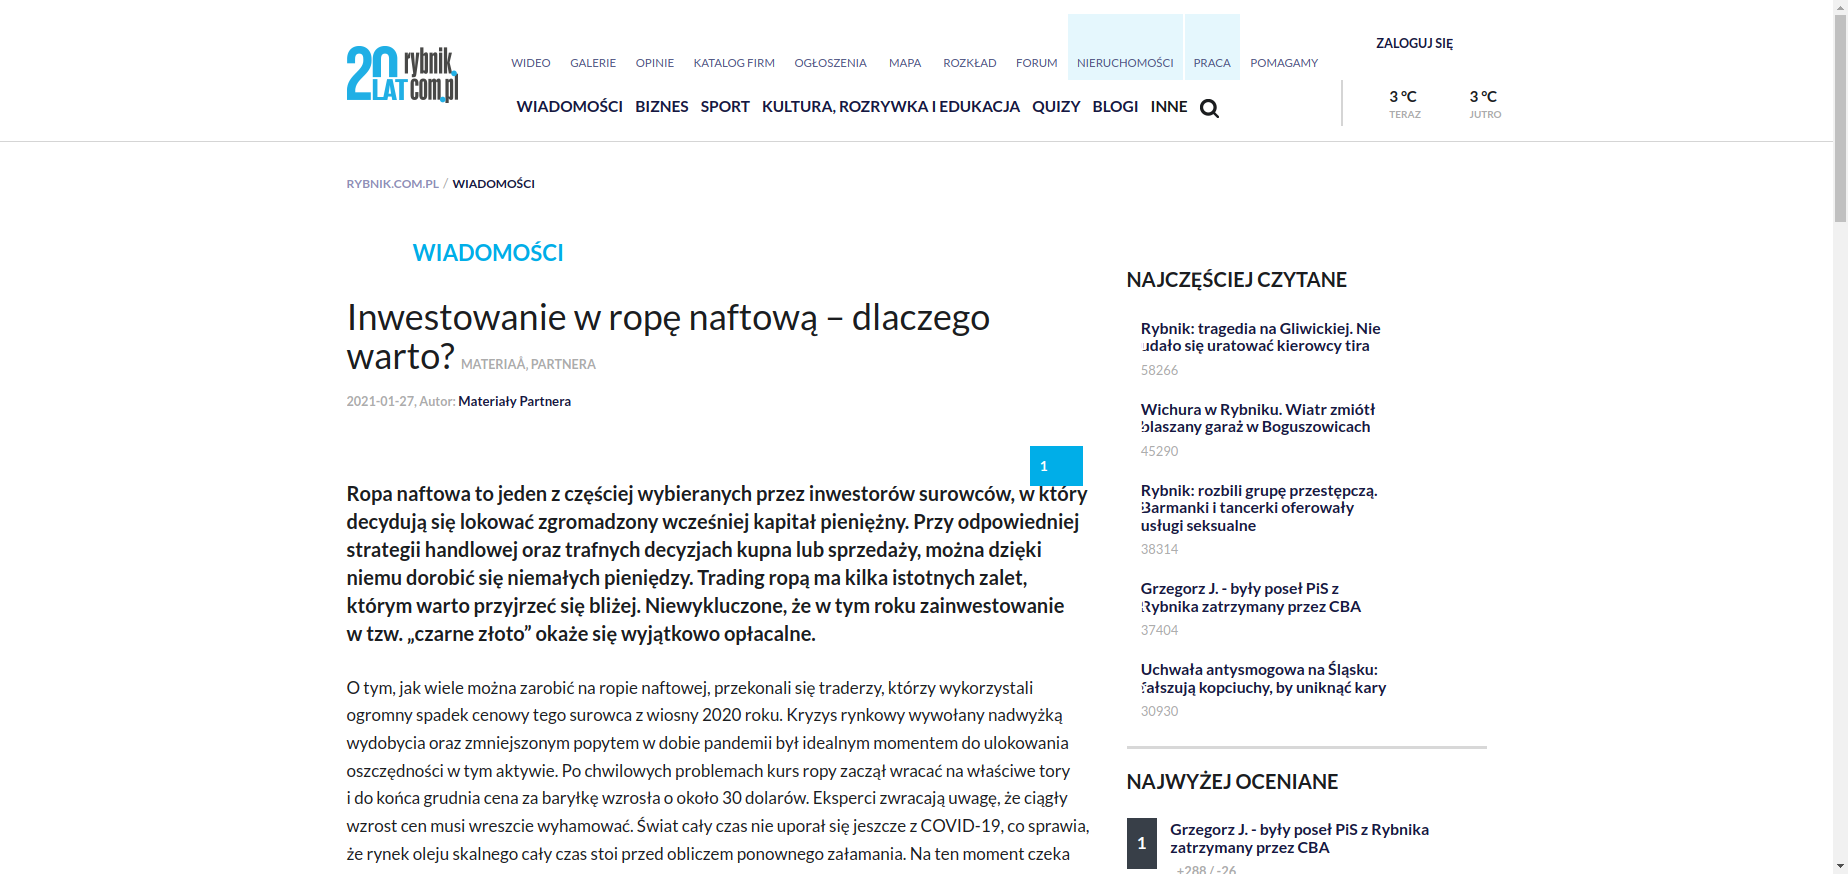 20 LAT rybnik.com.pl
WIDEO GALERIE OPINIE KATALOG FIRM OGŁOSZENIA MAPA ROZKŁAD FORUM NIERUCHOMOŚCI PRACA POMAGAMY
ZALOGUJ SIĘ
WIADOMOŚCI BIZNES SPORT KULTURA, ROZRYWKA I EDUKACJA QUIZY BLOGI INNE
3 °C 3 °C
TERAZ JUTRO
RYBNIK.COM.PL / WIADOMOŚCI
WIADOMOŚCI
Inwestowanie w ropę naftową – dlaczego
warto? MATERIAÅ‚ PARTNERA
2021-01-27, Autor: Materiały Partnera
1
Ropa naftowa to jeden z częściej wybieranych przez inwestorów surowców, w który
decydują się lokować zgromadzony wcześniej kapitał pieniężny. Przy odpowiedniej
strategii handlowej oraz trafnych decyzjach kupna lub sprzedaży, można dzięki
niemu dorobić się niemałych pieniędzy. Trading ropą ma kilka istotnych zalet,
którym warto przyjrzeć się bliżej. Niewykluczone, że w tym roku zainwestowanie
w tzw. „czarne złoto” okaże się wyjątkowo opłacalne.
O tym, jak wiele można zarobić na ropie naftowej, przekonali się traderzy, którzy wykorzystali
ogromny spadek cenowy tego surowca z wiosny 2020 roku. Kryzys rynkowy wywołany nadwyżką
wydobycia oraz zmniejszonym popytem w dobie pandemii był idealnym momentem do ulokowania
oszczędności w tym aktywie. Po chwilowych problemach kurs ropy zaczął wracać na właściwe tory
i do końca grudnia cena za baryłkę wzrosła o około 30 dolarów. Eksperci zwracają uwagę, że ciągły
wzrost cen musi wreszcie wyhamować. Świat cały czas nie uporał się jeszcze z COVID-19, co sprawia,
że rynek oleju skalnego cały czas stoi przed obliczem ponownego załamania. Na ten moment czeka
NAJCZĘŚCIEJ CZYTANE
Rybnik: tragedia na Gliwickiej. Nie
udało się uratować kierowcy tira
58266
Wichura w Rybniku. Wiatr zmiótł
blaszany garaż w Boguszowicach
45290
Rybnik: rozbili grupę przestępczą.
Barmanki i tancerki oferowały
usługi seksualne
38314
Grzegorz J. - były poseł PiS z
Rybnika zatrzymany przez CBA
37404
Uchwała antysmogowa na Śląsku:
fałszują kopciuchy, by uniknąć kary
30930
NAJWYŻEJ OCENIANE
1 Grzegorz J. - były poseł PiS z Rybnika
zatrzymany przez CBA
+288 / -26